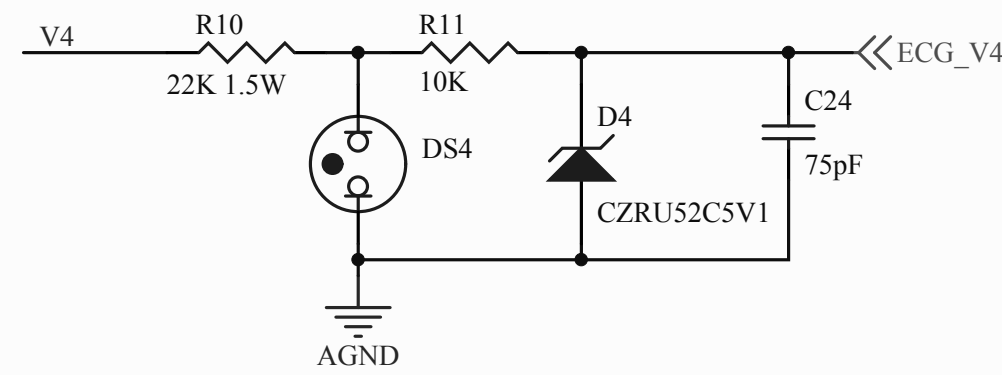 V4
R10
22K 1.5W
R11
10K
ECG_V4
DS4
D4
CZRU52C5V1
C24
75pF
AGND